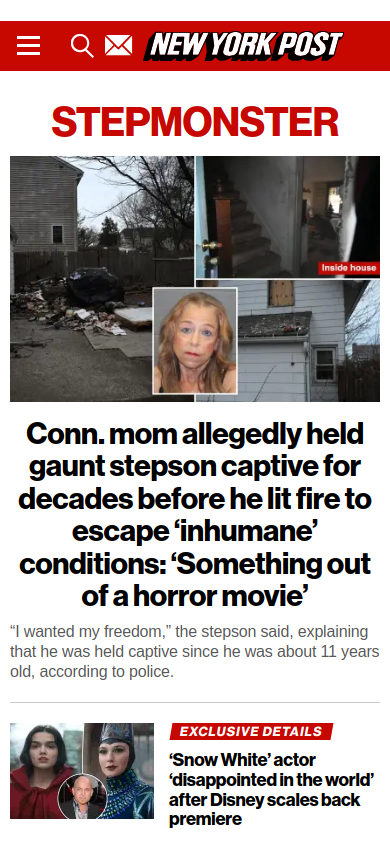 NEW YORK POST
STEPMONSTER
Inside house
Conn. mom allegedly held
gaunt stepson captive for
decades before he lit fire to
escape ‘inhumane’
conditions: ‘Something out
of a horror movie’
“I wanted my freedom,” the stepson said, explaining
that he was held captive since he was about 11 years
old, according to police.
EXCLUSIVE DETAILS
‘Snow White’ actor
‘disappointed in the world’
after Disney scales back
premiere